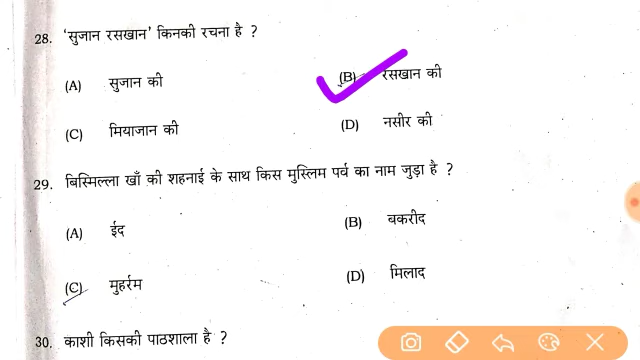 28. 'सुजान रसखान' किनकी रचना है ?
(A) सुजान की (B) रसखान की
(C) मियाजान की (D) नसीर की
29. बिस्मिल्ला खाँ की शहनाई के साथ किस मुस्लिम पर्व का नाम जुड़ा है ?
(A) ईद (B) बकरीद
(C) मुहर्रम (D) मिलाद
30. काशी किसकी पाठशाला है ?